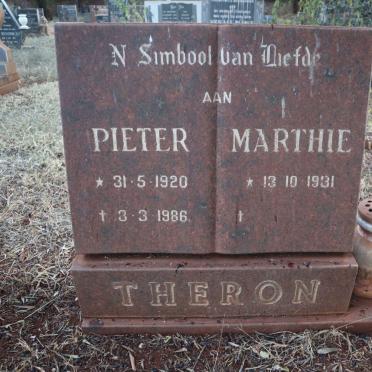 'N Simbool van Liefde
AAN
PIETER
* 31·5·1920
† 3·3·1986
MARTHIE
* 13·10·1931
†
THERON